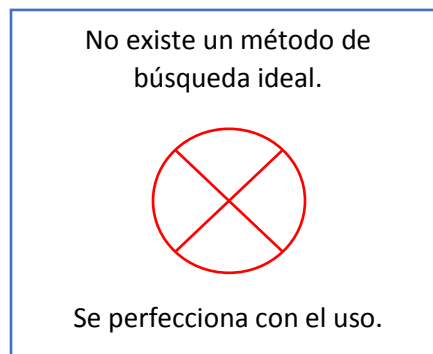 No existe un método de
búsqueda ideal.
Se perfecciona con el uso.